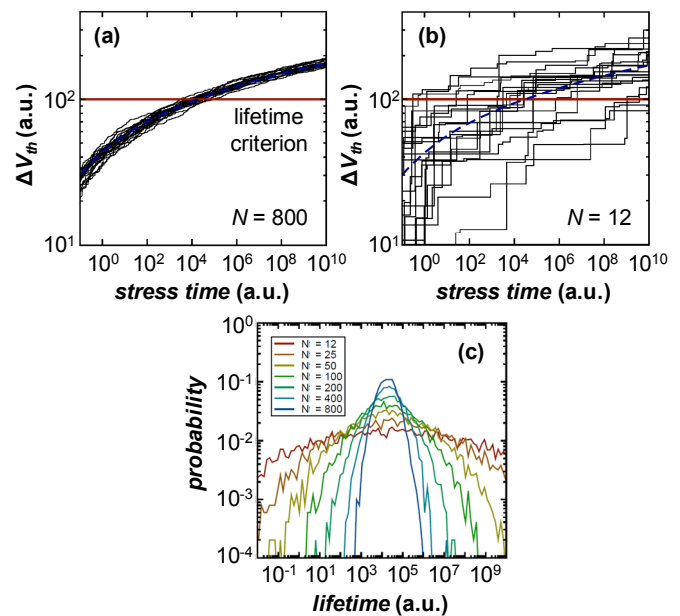 (a)
(b)
10²
10¹
ΔVth (a.u.)
lifetime
criterion
N = 800
10⁰ 10² 10⁴ 10⁶ 10⁸ 10¹⁰
stress time (a.u.)
10²
10¹
ΔVth (a.u.)
N = 12
10⁰ 10² 10⁴ 10⁶ 10⁸ 10¹⁰
stress time (a.u.)
(c)
10⁰
10⁻¹
10⁻²
10⁻³
10⁻⁴
probability
N = 12
N = 25
N = 50
N = 100
N = 200
N = 400
N = 800
10⁻¹ 10¹ 10³ 10⁵ 10⁷ 10⁹
lifetime (a.u.)